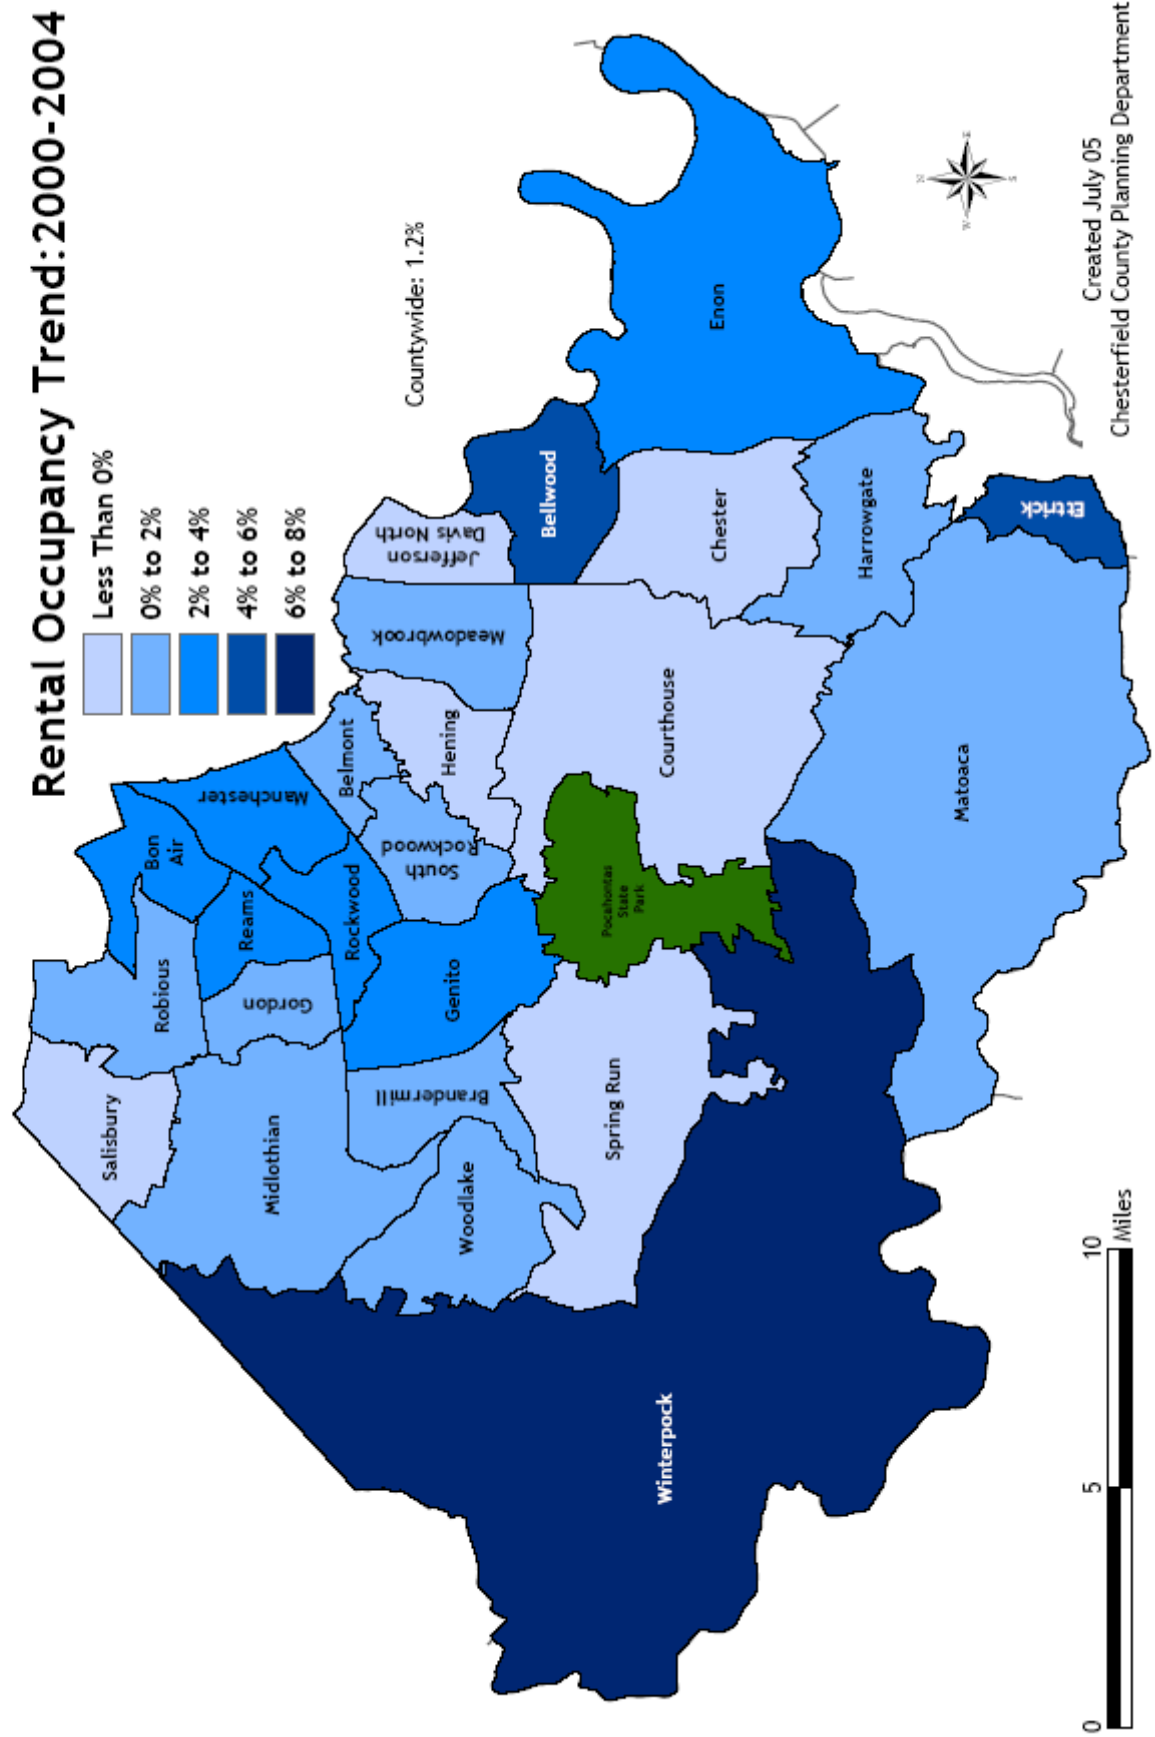 Rental Occupancy Trend: 2000-2004
Less Than 0%
0% to 2%
2% to 4%
4% to 6%
6% to 8%
Countywide: 1.2%
Salisbury
Robious
Bon
Air
Midlothian
Gordon
Reams
Manchester
Rockwood
Belmont
Brandermill
Genito
South
Rockwood
Hening
Meadowbrook
Jefferson
Davis North
Woodlake
Bellwood
Spring Run
Pocahontas
State
Park
Courthouse
Chester
Enon
Winterpock
Harrowgate
Matoaca
Ettrick
N
W
E
S
0
5
10
Miles
Created July 05
Chesterfield County Planning Department